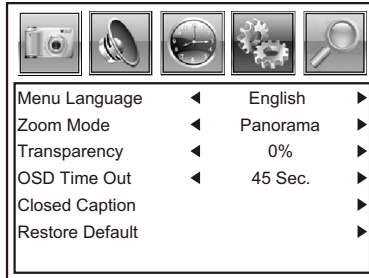 Menu Language English
Zoom Mode Panorama
Transparency 0%
OSD Time Out 45 Sec.
Closed Caption
Restore Default